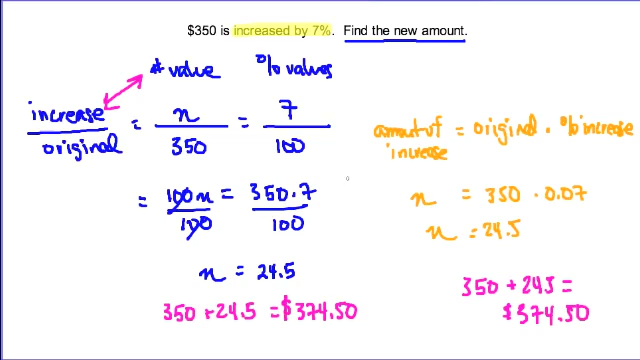 $350 is increased by 7%. Find the new amount.
# value % values
increase / original = n / 350 = 7 / 100
= 100n / 100 = 350 · 7 / 100
n = 24.5
350 + 24.5 = $374.50
amount of increase = original · % increase
n = 350 · 0.07
n = 24.5
350 + 24.5 =
$374.50